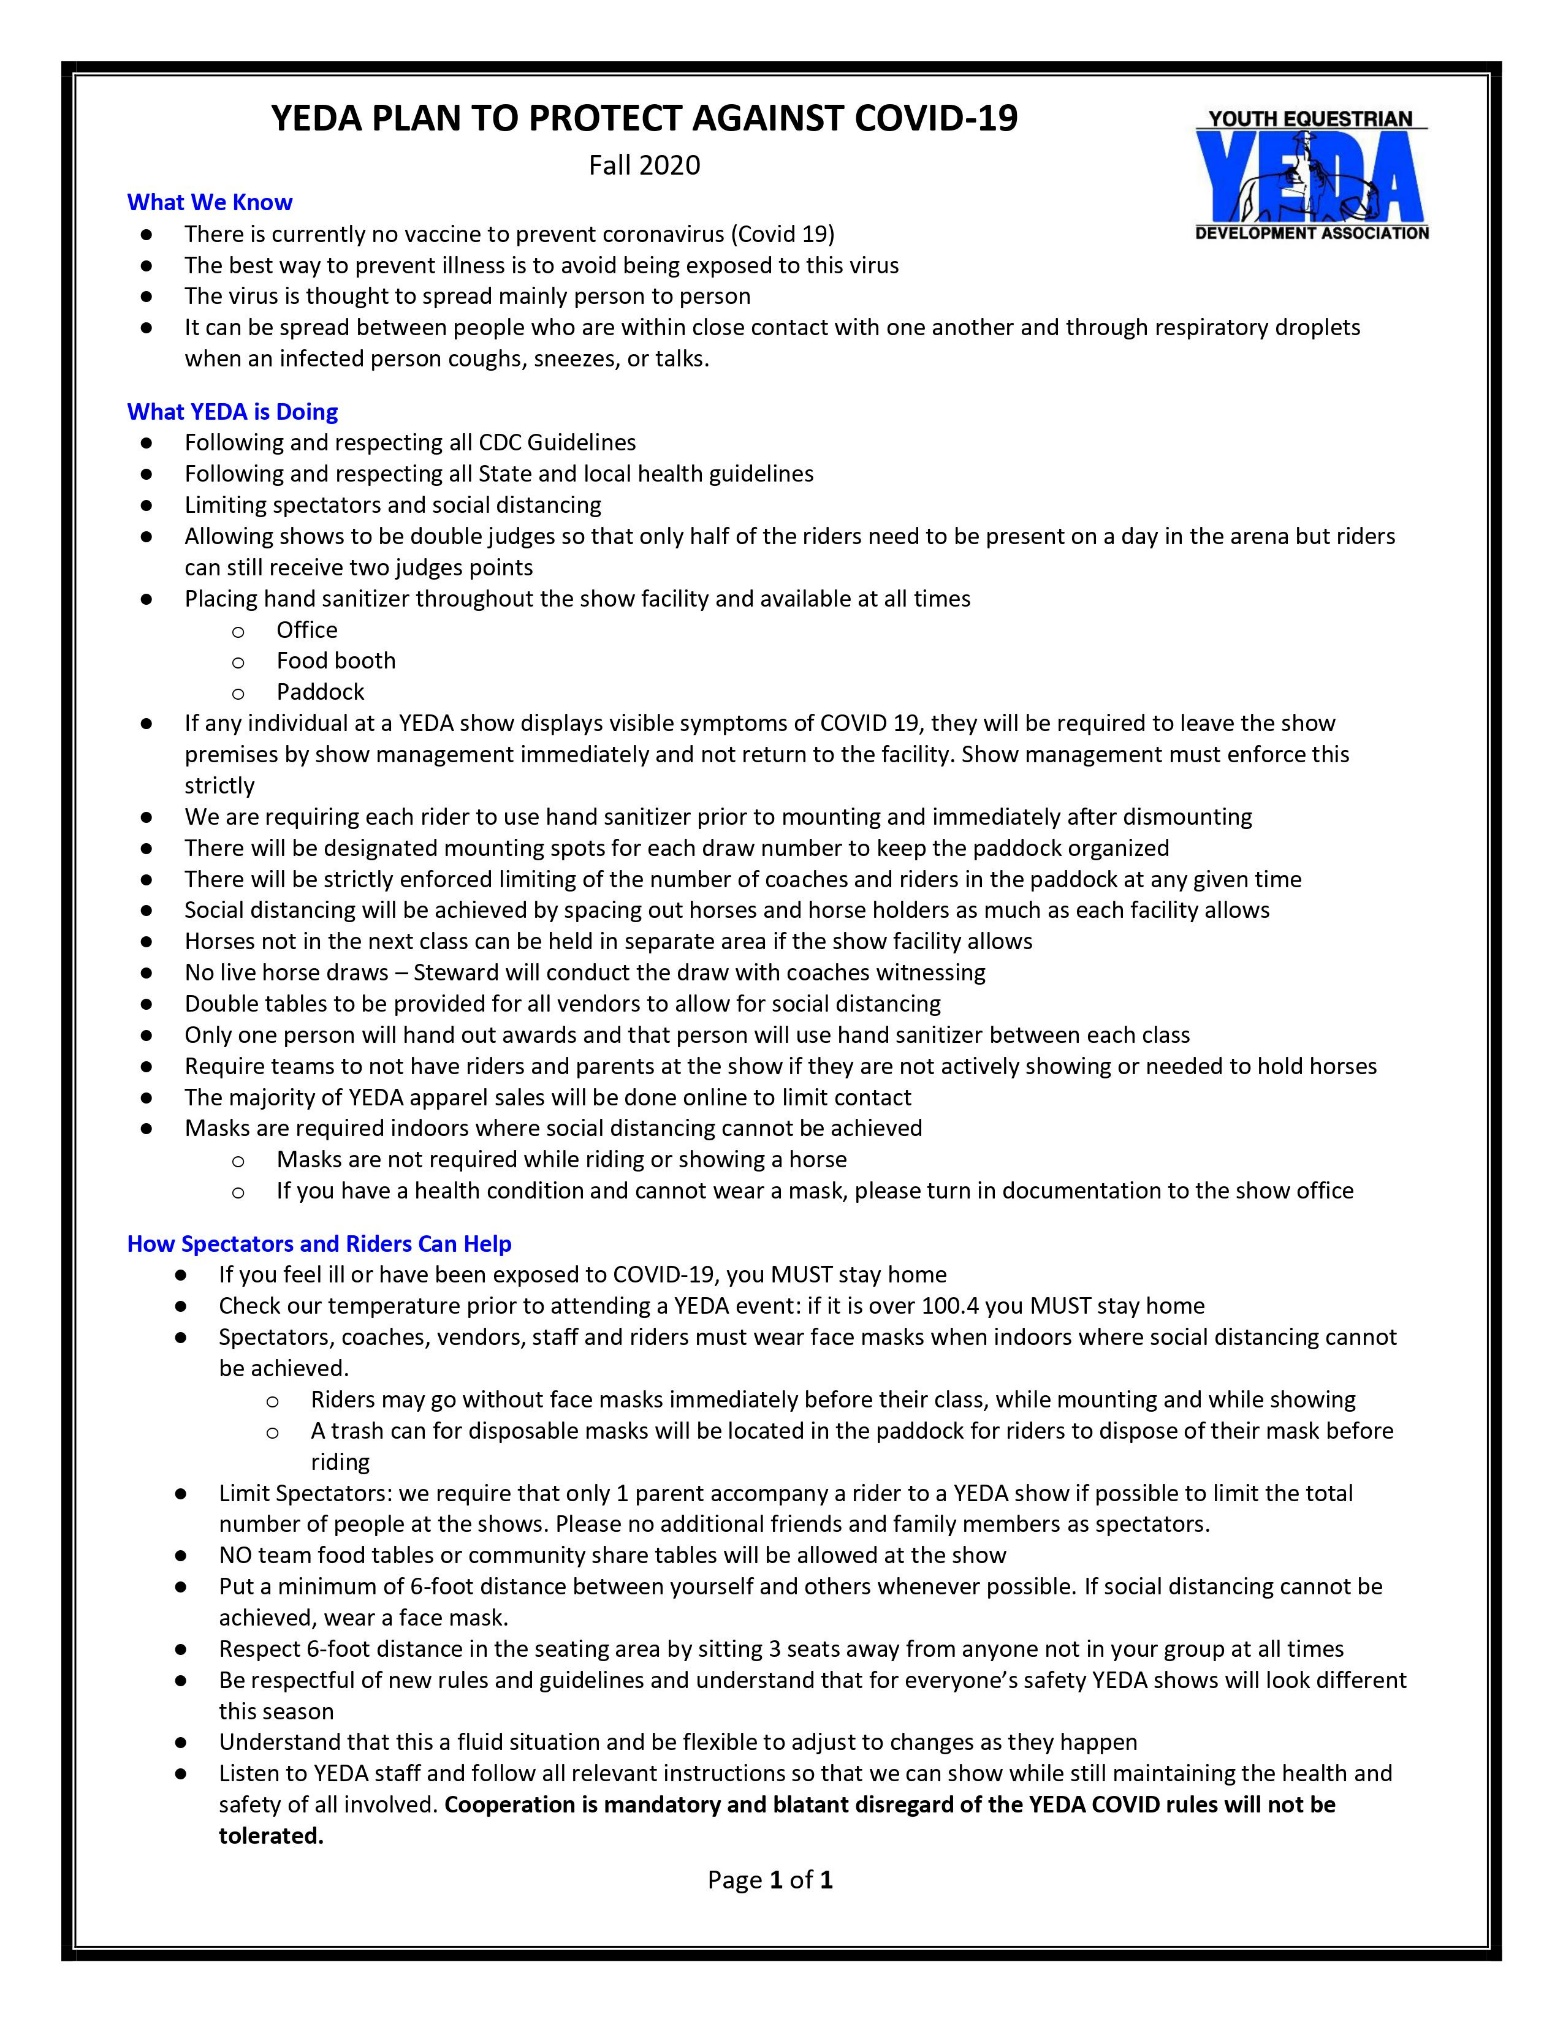 YEDA PLAN TO PROTECT AGAINST COVID-19
Fall 2020
YOUTH EQUESTRIAN
YEDA
DEVELOPMENT ASSOCIATION
What We Know
● There is currently no vaccine to prevent coronavirus (Covid 19)
● The best way to prevent illness is to avoid being exposed to this virus
● The virus is thought to spread mainly person to person
● It can be spread between people who are within close contact with one another and through respiratory droplets
when an infected person coughs, sneezes, or talks.
What YEDA is Doing
● Following and respecting all CDC Guidelines
● Following and respecting all State and local health guidelines
● Limiting spectators and social distancing
● Allowing shows to be double judges so that only half of the riders need to be present on a day in the arena but riders
can still receive two judges points
● Placing hand sanitizer throughout the show facility and available at all times
o Office
o Food booth
o Paddock
● If any individual at a YEDA show displays visible symptoms of COVID 19, they will be required to leave the show
premises by show management immediately and not return to the facility. Show management must enforce this
strictly
● We are requiring each rider to use hand sanitizer prior to mounting and immediately after dismounting
● There will be designated mounting spots for each draw number to keep the paddock organized
● There will be strictly enforced limiting of the number of coaches and riders in the paddock at any given time
● Social distancing will be achieved by spacing out horses and horse holders as much as each facility allows
● Horses not in the next class can be held in separate area if the show facility allows
● No live horse draws – Steward will conduct the draw with coaches witnessing
● Double tables to be provided for all vendors to allow for social distancing
● Only one person will hand out awards and that person will use hand sanitizer between each class
● Require teams to not have riders and parents at the show if they are not actively showing or needed to hold horses
● The majority of YEDA apparel sales will be done online to limit contact
● Masks are required indoors where social distancing cannot be achieved
o Masks are not required while riding or showing a horse
o If you have a health condition and cannot wear a mask, please turn in documentation to the show office
How Spectators and Riders Can Help
● If you feel ill or have been exposed to COVID-19, you MUST stay home
● Check our temperature prior to attending a YEDA event: if it is over 100.4 you MUST stay home
● Spectators, coaches, vendors, staff and riders must wear face masks when indoors where social distancing cannot
be achieved.
o Riders may go without face masks immediately before their class, while mounting and while showing
o A trash can for disposable masks will be located in the paddock for riders to dispose of their mask before
riding
● Limit Spectators: we require that only 1 parent accompany a rider to a YEDA show if possible to limit the total
number of people at the shows. Please no additional friends and family members as spectators.
● NO team food tables or community share tables will be allowed at the show
● Put a minimum of 6-foot distance between yourself and others whenever possible. If social distancing cannot be
achieved, wear a face mask.
● Respect 6-foot distance in the seating area by sitting 3 seats away from anyone not in your group at all times
● Be respectful of new rules and guidelines and understand that for everyone’s safety YEDA shows will look different
this season
● Understand that this a fluid situation and be flexible to adjust to changes as they happen
● Listen to YEDA staff and follow all relevant instructions so that we can show while still maintaining the health and
safety of all involved. Cooperation is mandatory and blatant disregard of the YEDA COVID rules will not be
tolerated.
Page 1 of 1